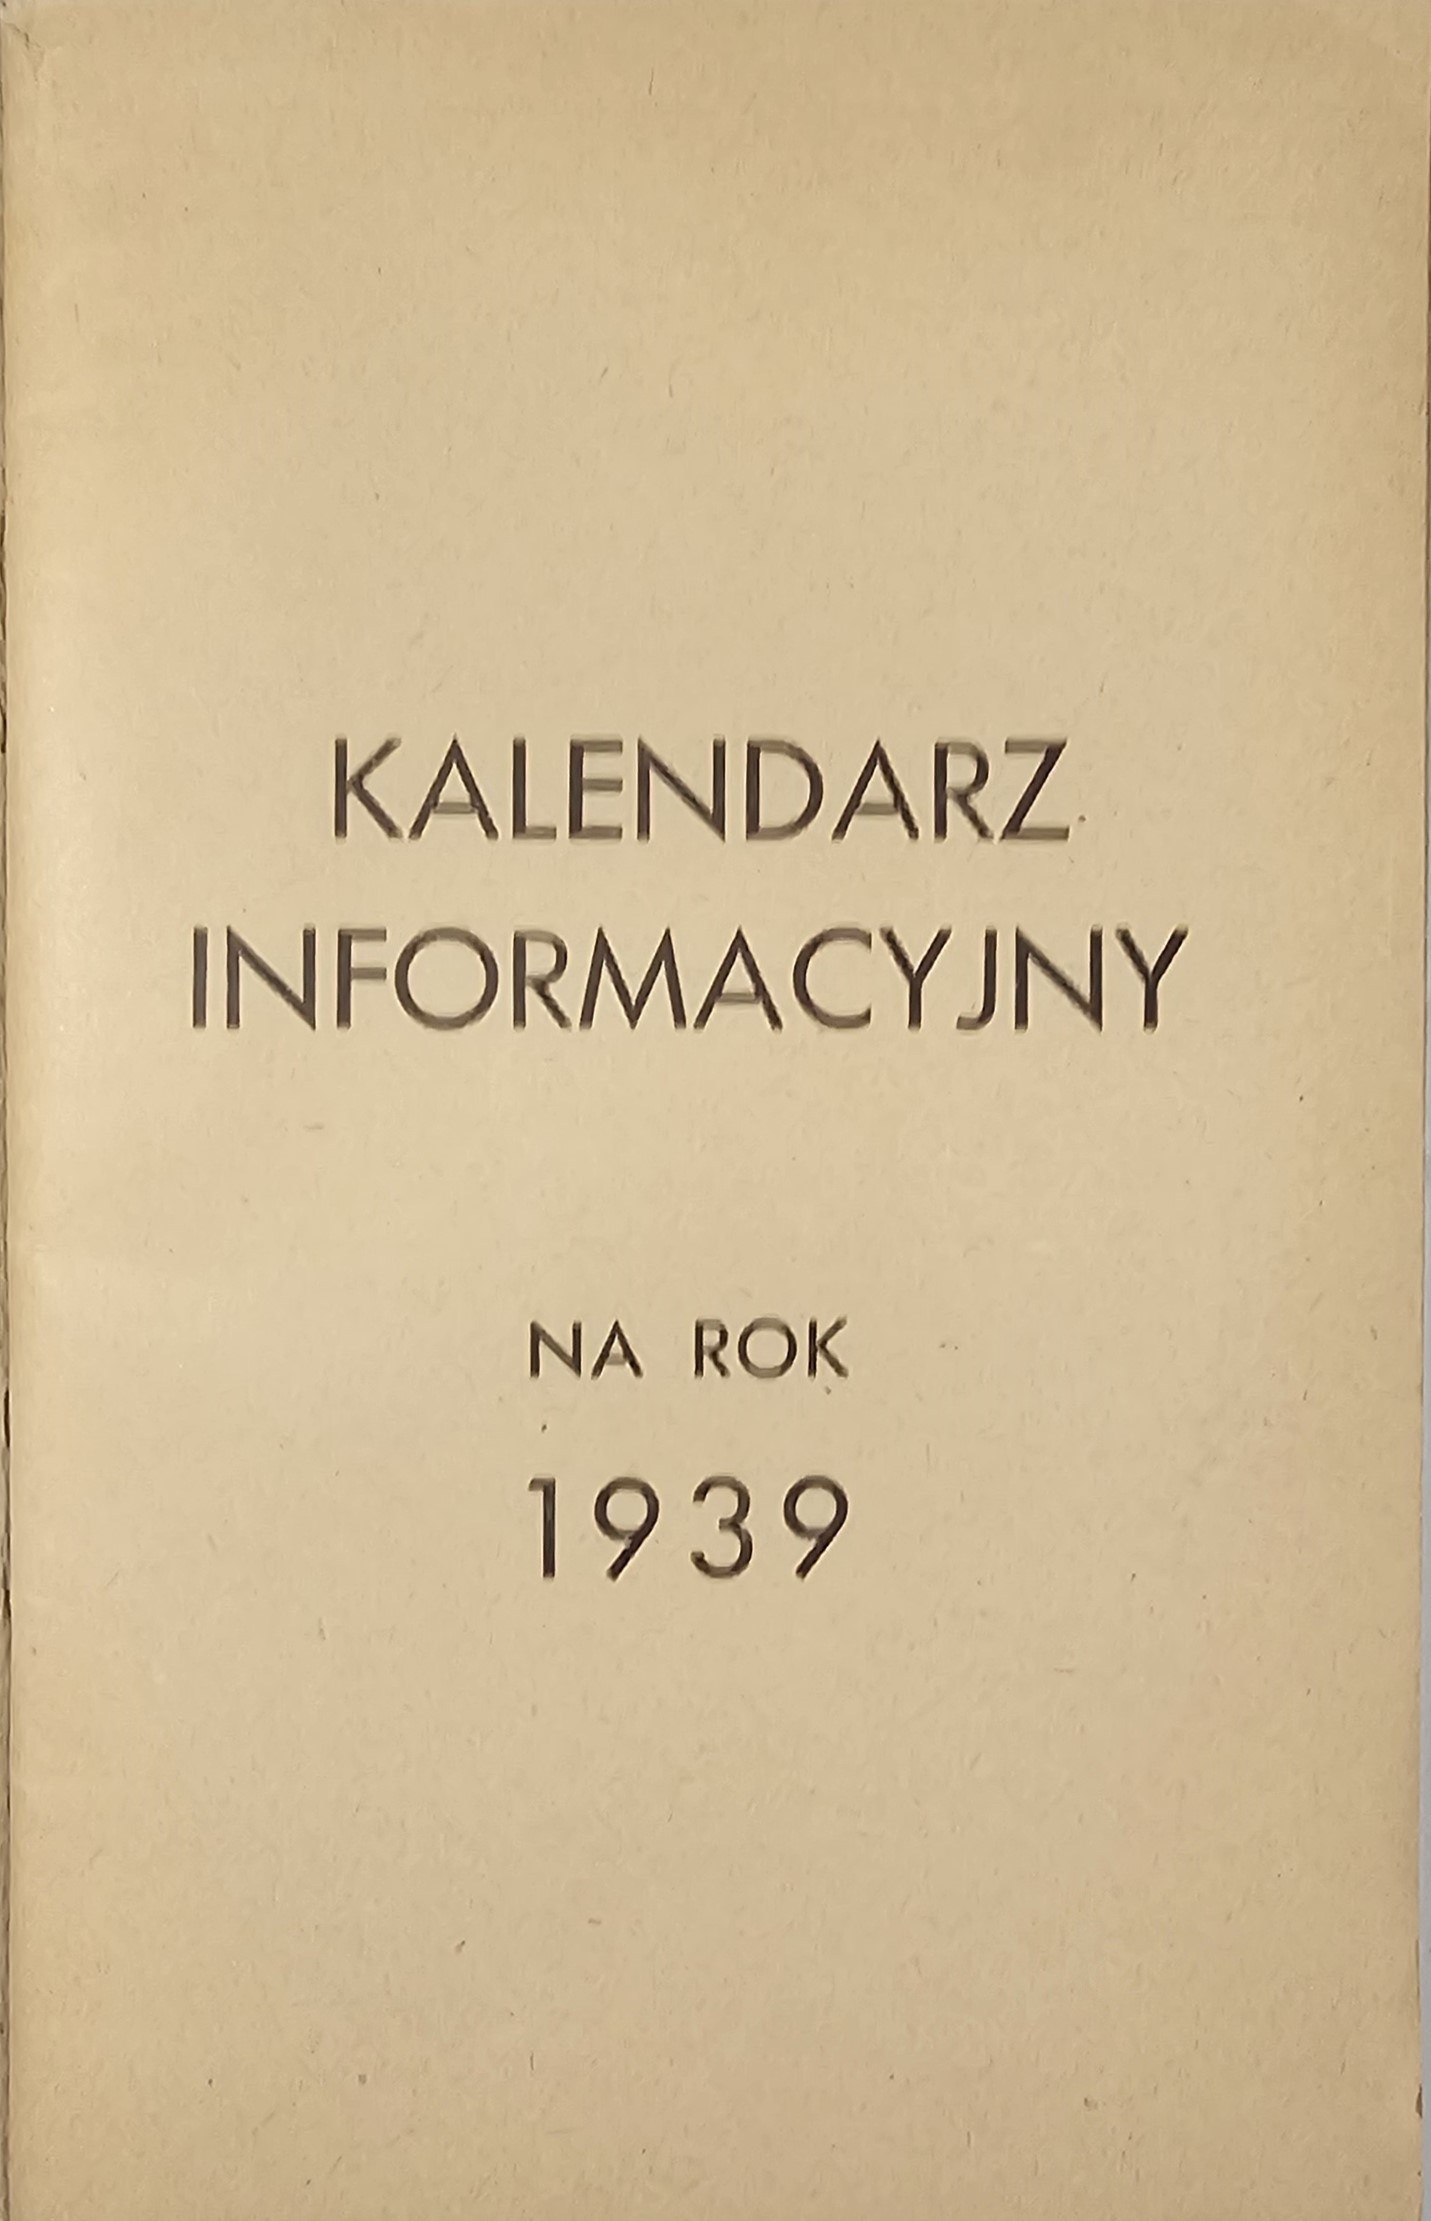 KALENDARZ
INFORMACYJNY
NA ROK
1939